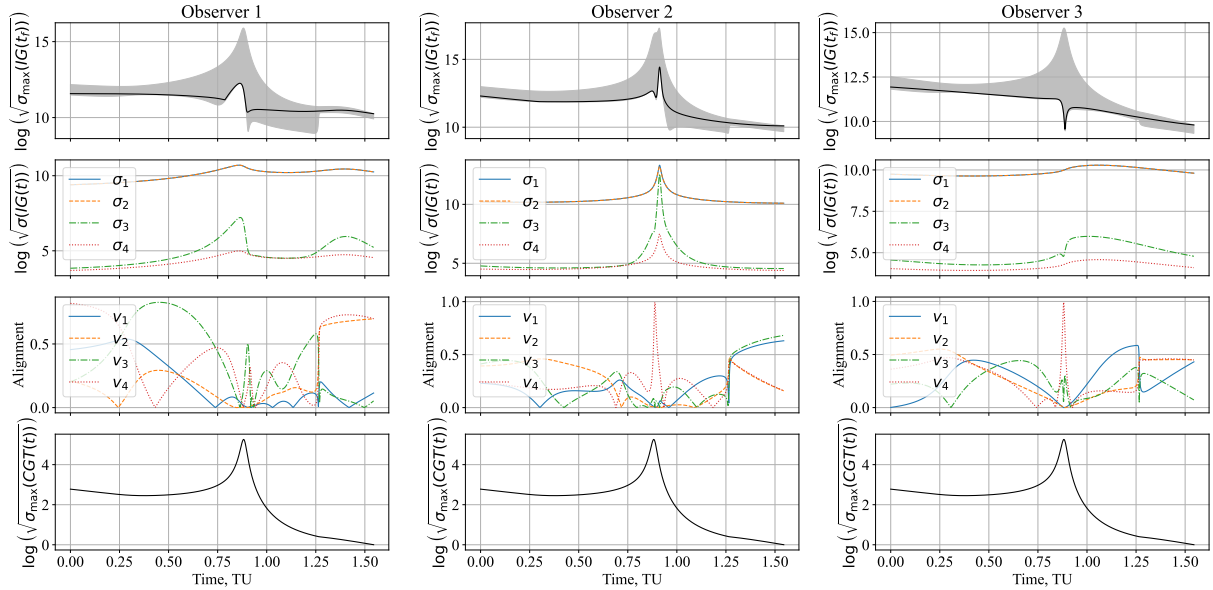 Observer 1
Observer 2
Observer 3
log (√σmax(IG(tf)))
15
10
log (√σmax(IG(tf)))
15
10
log (√σmax(IG(tf)))
15.0
12.5
10.0
log (√σ(IG(t)))
10
5
σ1
σ2
σ3
σ4
log (√σ(IG(t)))
10
5
σ1
σ2
σ3
σ4
log (√σ(IG(t)))
10.0
7.5
5.0
σ1
σ2
σ3
σ4
Alignment
0.5
0.0
v1
v2
v3
v4
Alignment
1.0
0.5
0.0
v1
v2
v3
v4
Alignment
1.0
0.5
0.0
v1
v2
v3
v4
log (√σmax(CGT(t)))
4
2
0
0.00 0.25 0.50 0.75 1.00 1.25 1.50
Time, TU
log (√σmax(CGT(t)))
4
2
0
0.00 0.25 0.50 0.75 1.00 1.25 1.50
Time, TU
log (√σmax(CGT(t)))
4
2
0
0.00 0.25 0.50 0.75 1.00 1.25 1.50
Time, TU